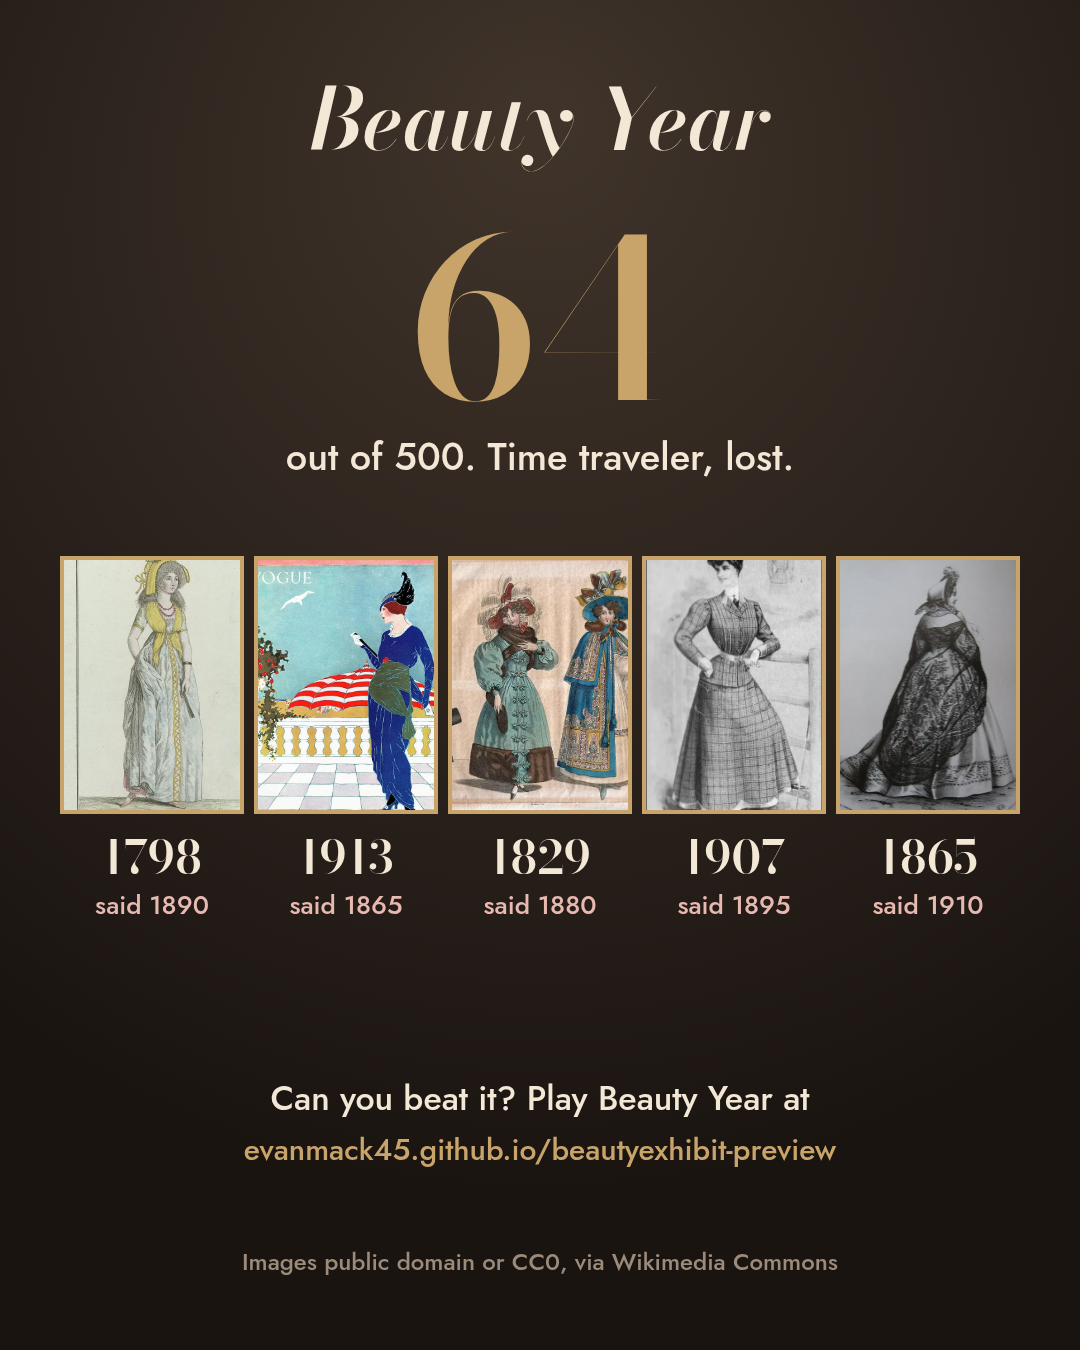 Beauty Year
64
out of 500. Time traveler, lost.
OGUE
1798 1913 1829 1907 1865
said 1890 said 1865 said 1880 said 1895 said 1910
Can you beat it? Play Beauty Year at
evanmack45.github.io/beautyexhibit-preview
Images public domain or CC0, via Wikimedia Commons